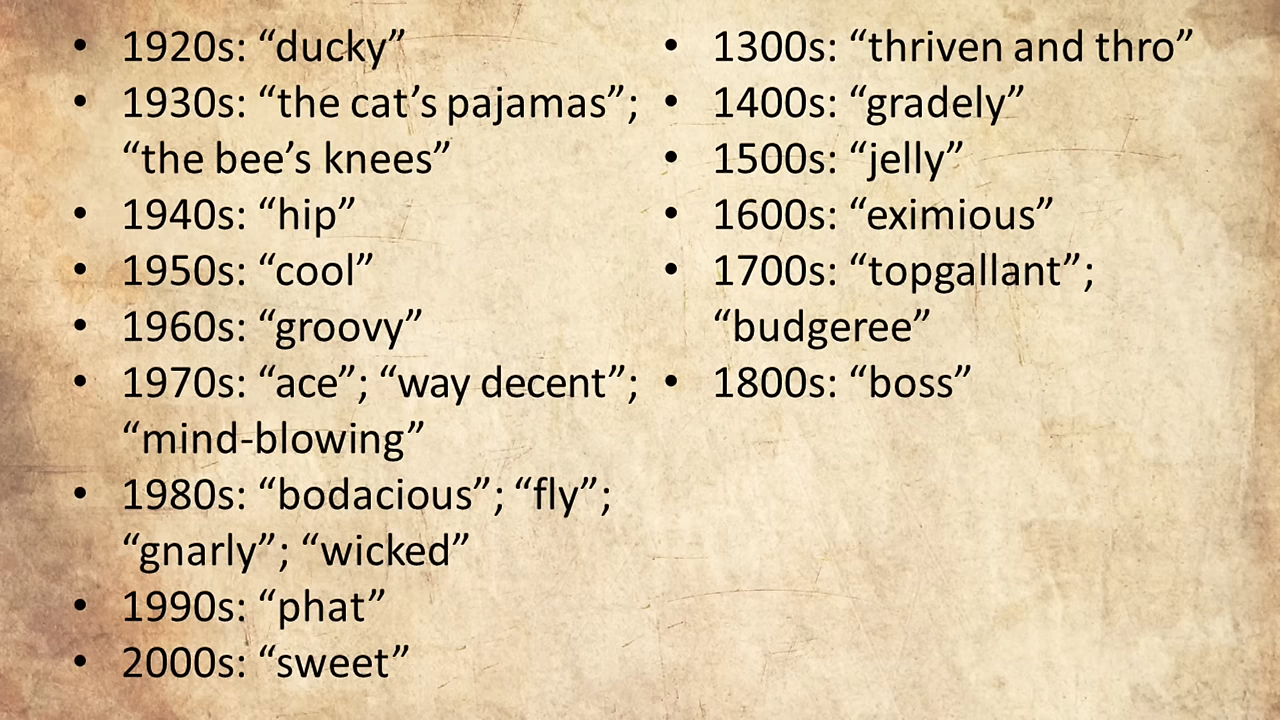 • 1920s: “ducky”
• 1930s: “the cat’s pajamas”;
“the bee’s knees”
• 1940s: “hip”
• 1950s: “cool”
• 1960s: “groovy”
• 1970s: “ace”; “way decent”;
“mind-blowing”
• 1980s: “bodacious”; “fly”;
“gnarly”; “wicked”
• 1990s: “phat”
• 2000s: “sweet”
• 1300s: “thriven and thro”
• 1400s: “gradely”
• 1500s: “jelly”
• 1600s: “eximious”
• 1700s: “topgallant”;
“budgeree”
• 1800s: “boss”